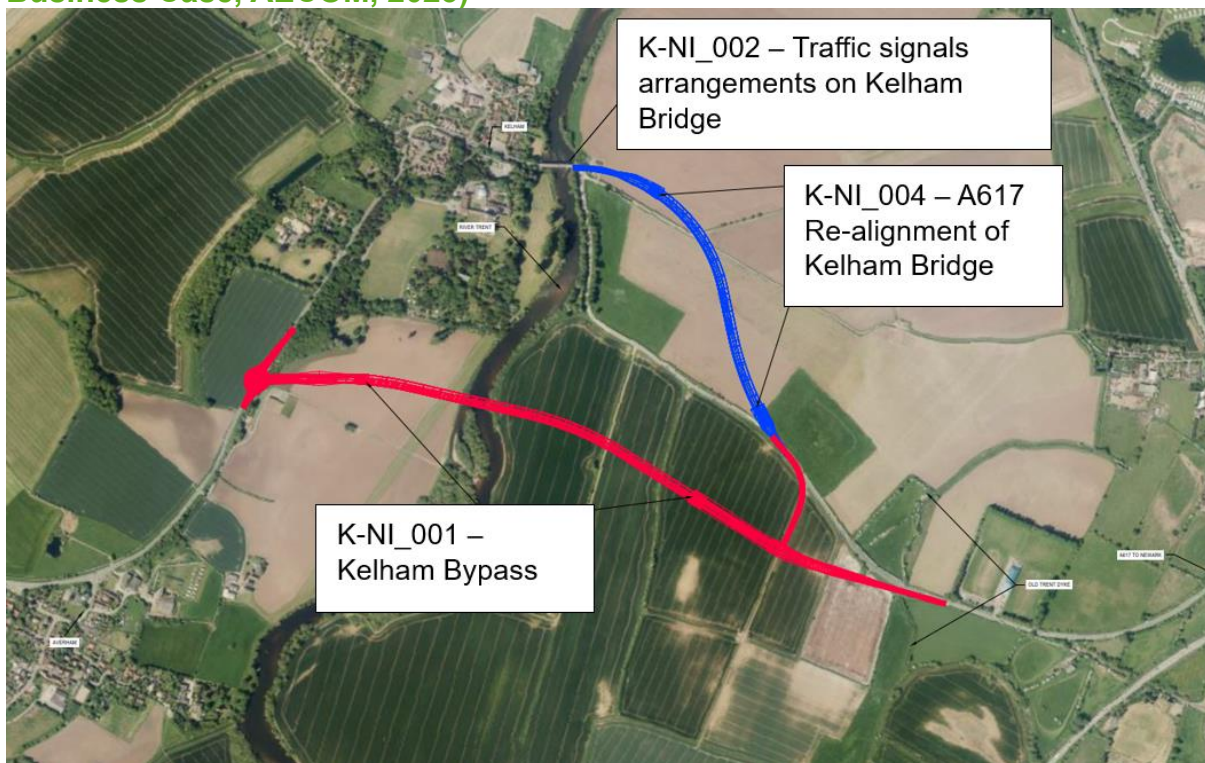 Business Case, AECOM, 2020)
K-NI_002 – Traffic signals
arrangements on Kelham
Bridge
KELHAM
K-NI_004 – A617
Re-alignment of
Kelham Bridge
RIVER TRENT
K-NI_001 –
Kelham Bypass
A617 TO NEWARK
OLD TRENT DYKE
AVERHAM